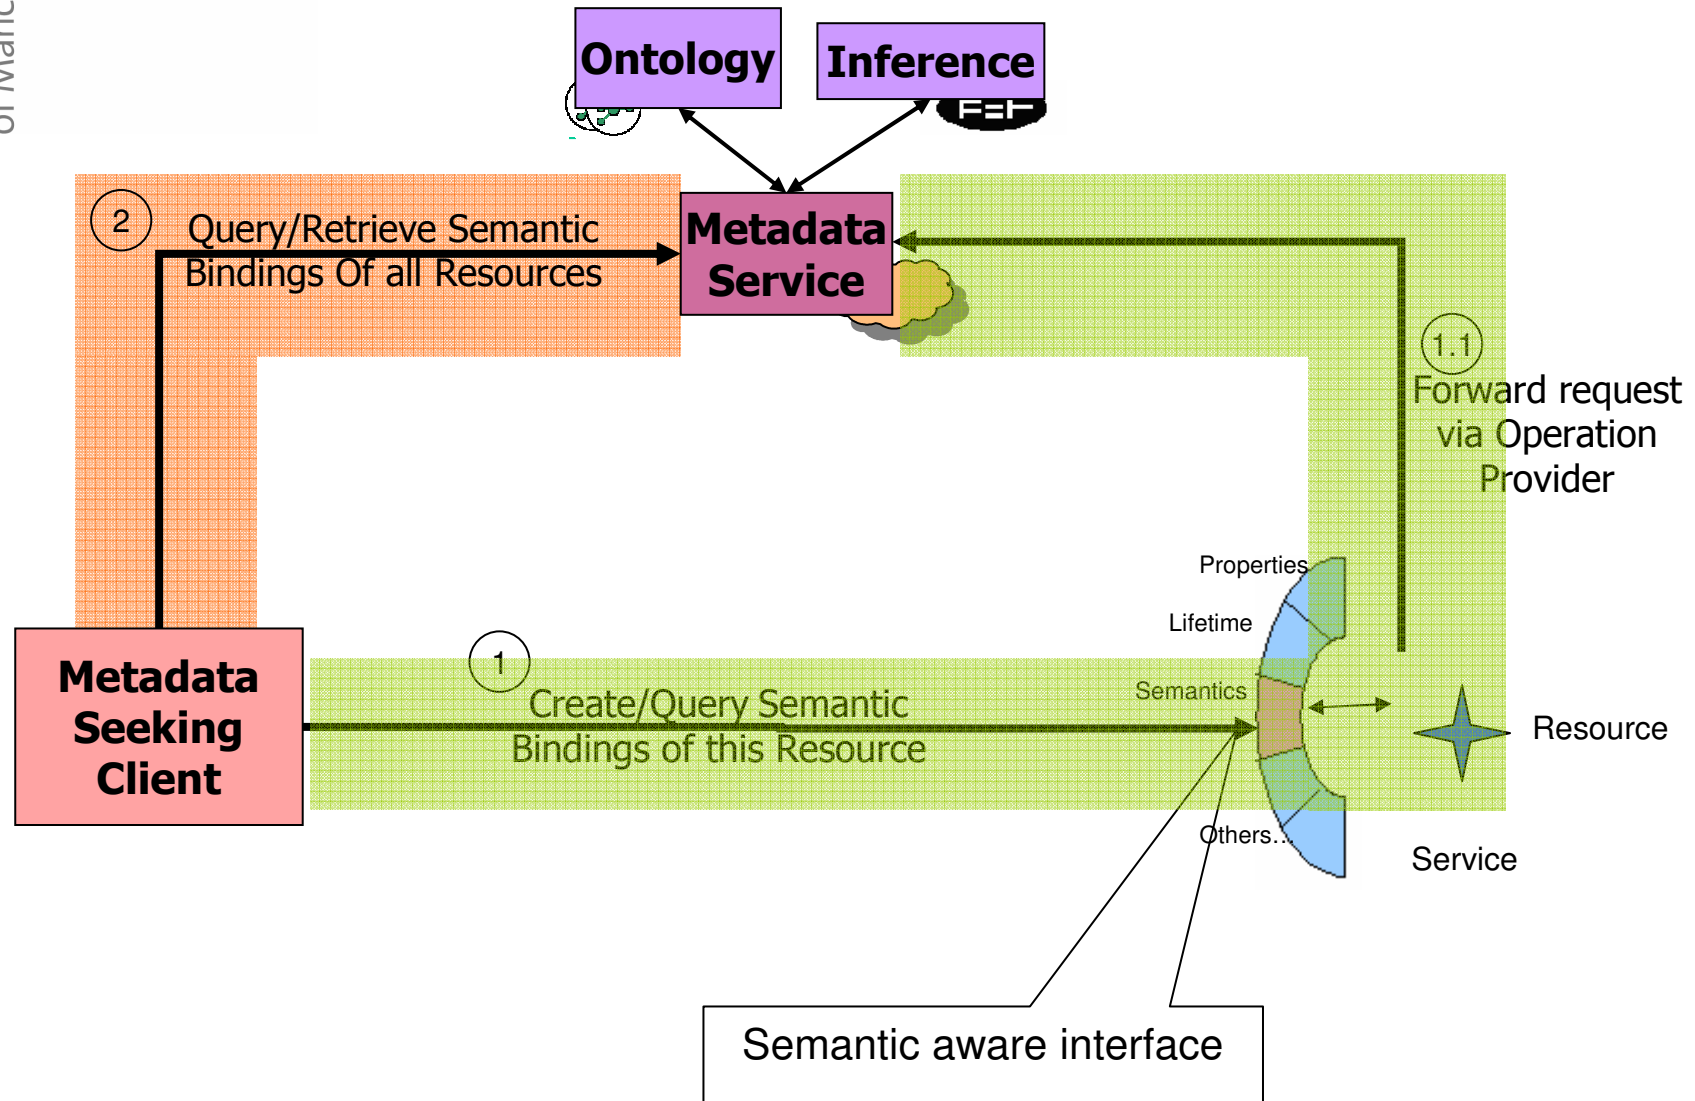 Ontology
Inference
2
Query/Retrieve Semantic
Bindings Of all Resources
Metadata
Service
1.1
Forward request
via Operation
Provider
Properties
Lifetime
Semantics
Others...
1
Create/Query Semantic
Bindings of this Resource
Metadata
Seeking
Client
Resource
Service
Semantic aware interface